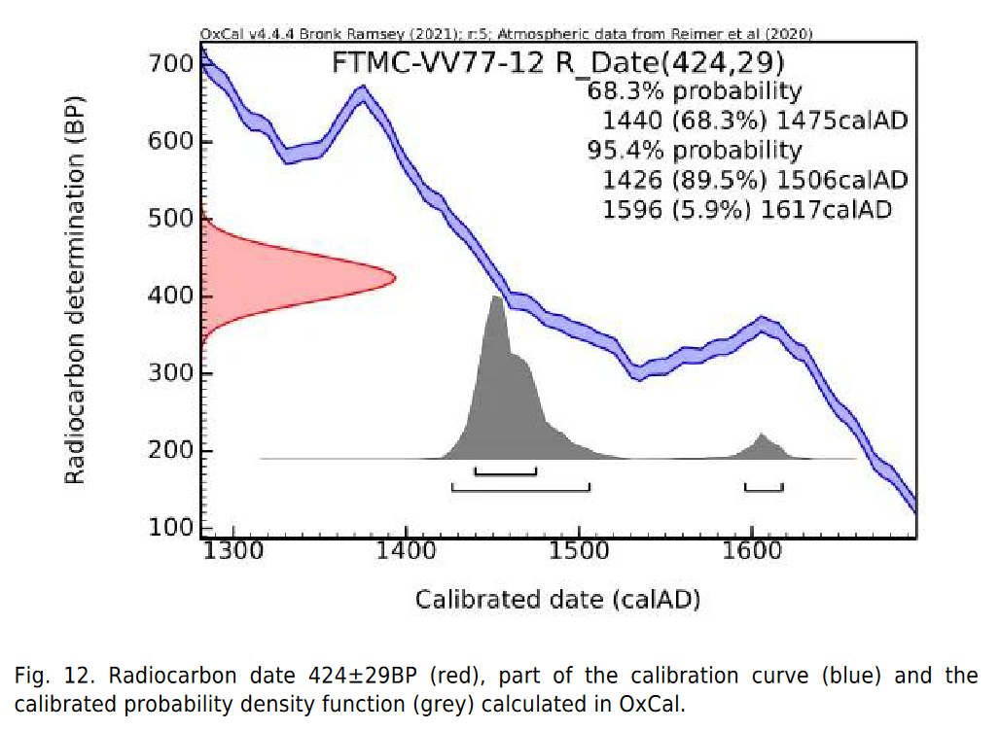 OxCal v4.4.4 Bronk Ramsey (2021); r:5; Atmospheric data from Reimer et al (2020)
FTMC-VV77-12 R_Date(424,29)
68.3% probability
1440 (68.3%) 1475calAD
95.4% probability
1426 (89.5%) 1506calAD
1596 (5.9%) 1617calAD
Radiocarbon determination (BP)
700
600
500
400
300
200
100
1300 1400 1500 1600
Calibrated date (calAD)
Fig. 12. Radiocarbon date 424±29BP (red), part of the calibration curve (blue) and the
calibrated probability density function (grey) calculated in OxCal.